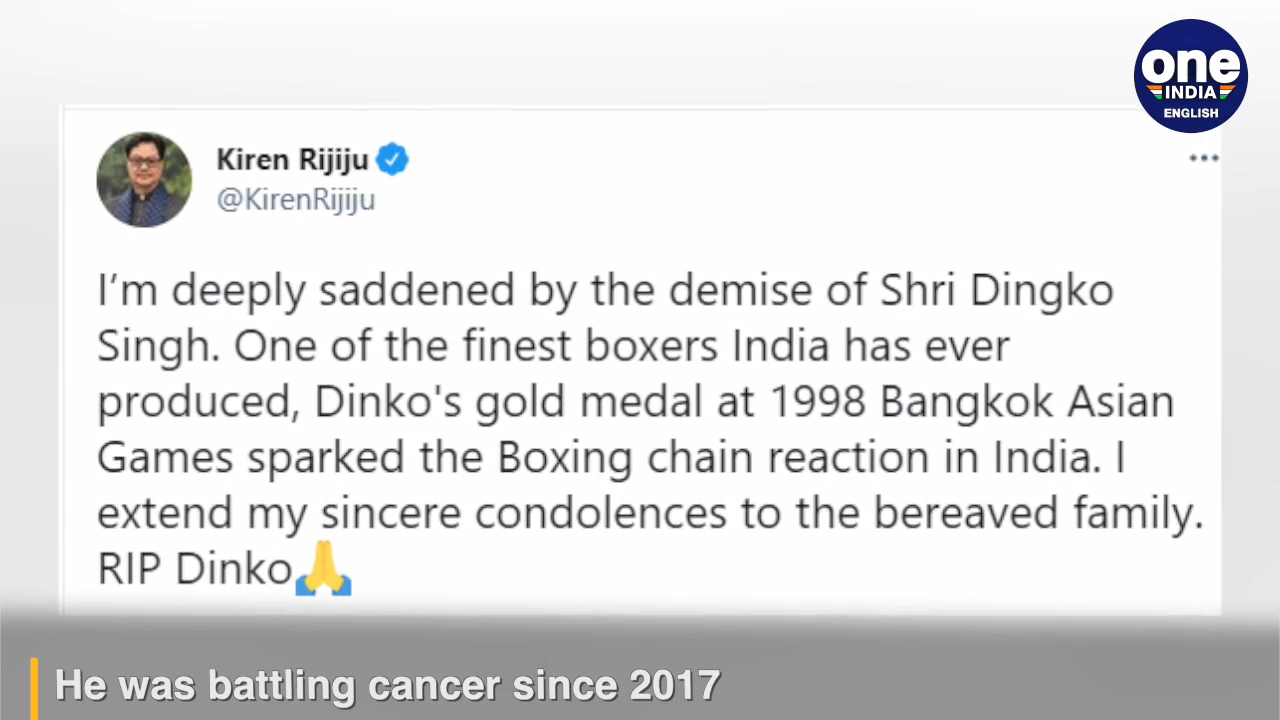 one
INDIA
ENGLISH
Kiren Rijiju
@KirenRijiju
I’m deeply saddened by the demise of Shri Dingko
Singh. One of the finest boxers India has ever
produced, Dinko's gold medal at 1998 Bangkok Asian
Games sparked the Boxing chain reaction in India. I
extend my sincere condolences to the bereaved family.
RIP Dinko🙏
He was battling cancer since 2017